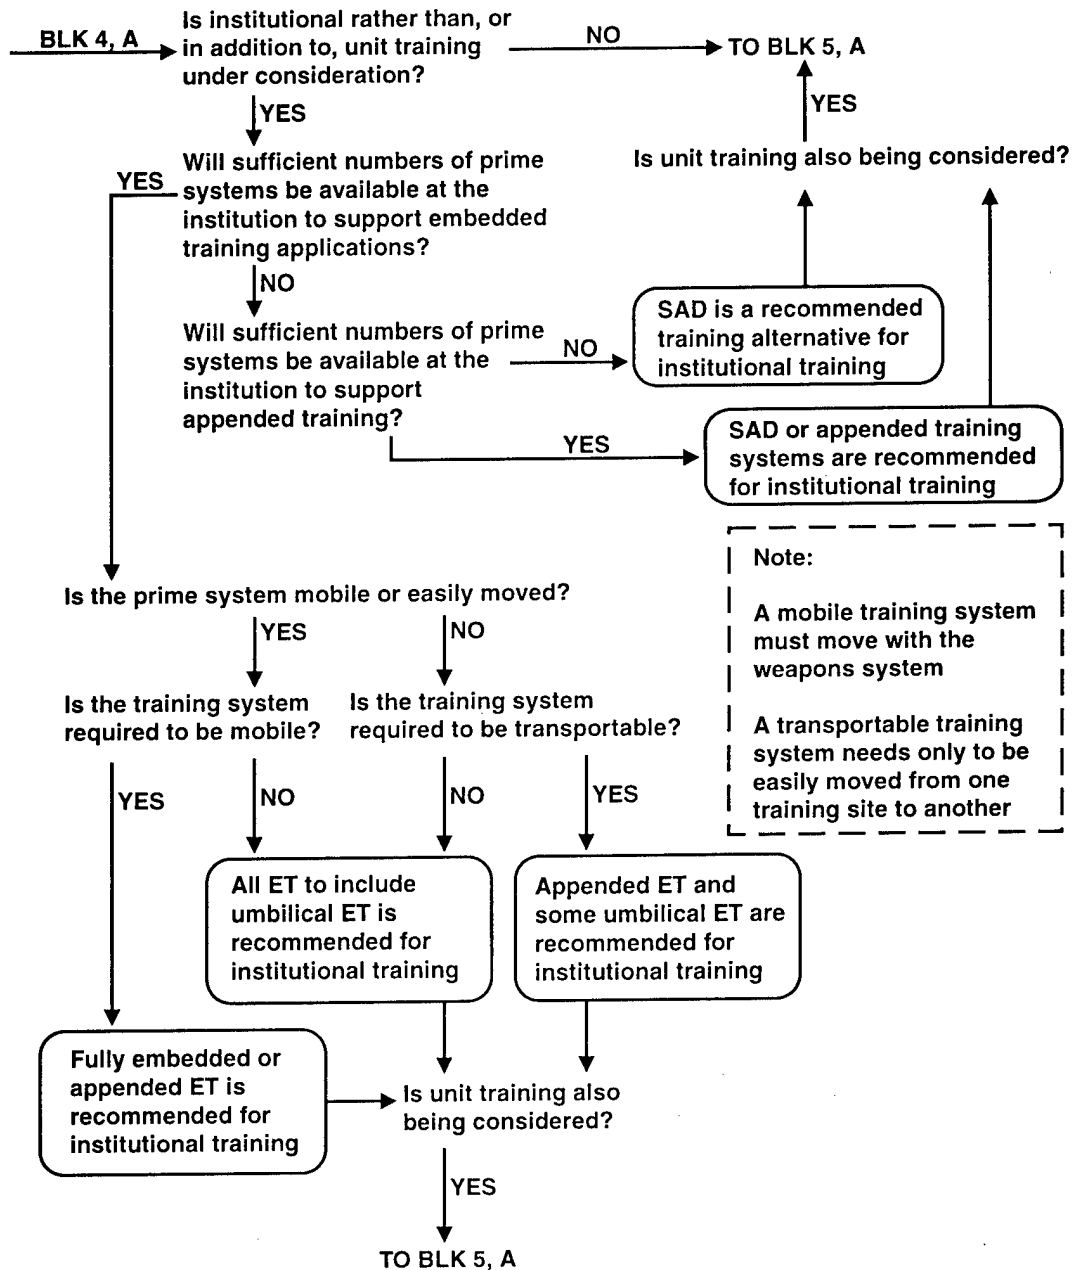 BLK 4, A
Is institutional rather than, or
in addition to, unit training
under consideration?
NO
TO BLK 5, A
YES
YES
Is unit training also being considered?
Will sufficient numbers of prime
systems be available at the
institution to support embedded
training applications?
YES
NO
Will sufficient numbers of prime
systems be available at the
institution to support
appended training?
NO
SAD is a recommended
training alternative for
institutional training
YES
SAD or appended training
systems are recommended
for institutional training
Note:
A mobile training system
must move with the
weapons system
A transportable training
system needs only to be
easily moved from one
training site to another
Is the prime system mobile or easily moved?
YES
NO
Is the training system
required to be mobile?
Is the training system
required to be transportable?
YES
NO
NO
YES
All ET to include
umbilical ET is
recommended for
institutional training
Appended ET and
some umbilical ET are
recommended for
institutional training
Fully embedded or
appended ET is
recommended for
institutional training
Is unit training also
being considered?
YES
TO BLK 5, A